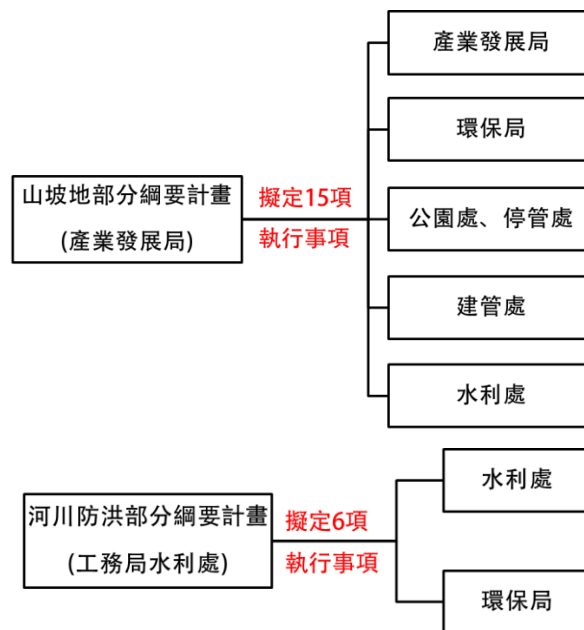 產業發展局
環保局
山坡地部分綱要計畫
(產業發展局)
擬定15項
執行事項
公園處、停管處
建管處
水利處
河川防洪部分綱要計畫
(工務局水利處)
擬定6項
執行事項
水利處
環保局